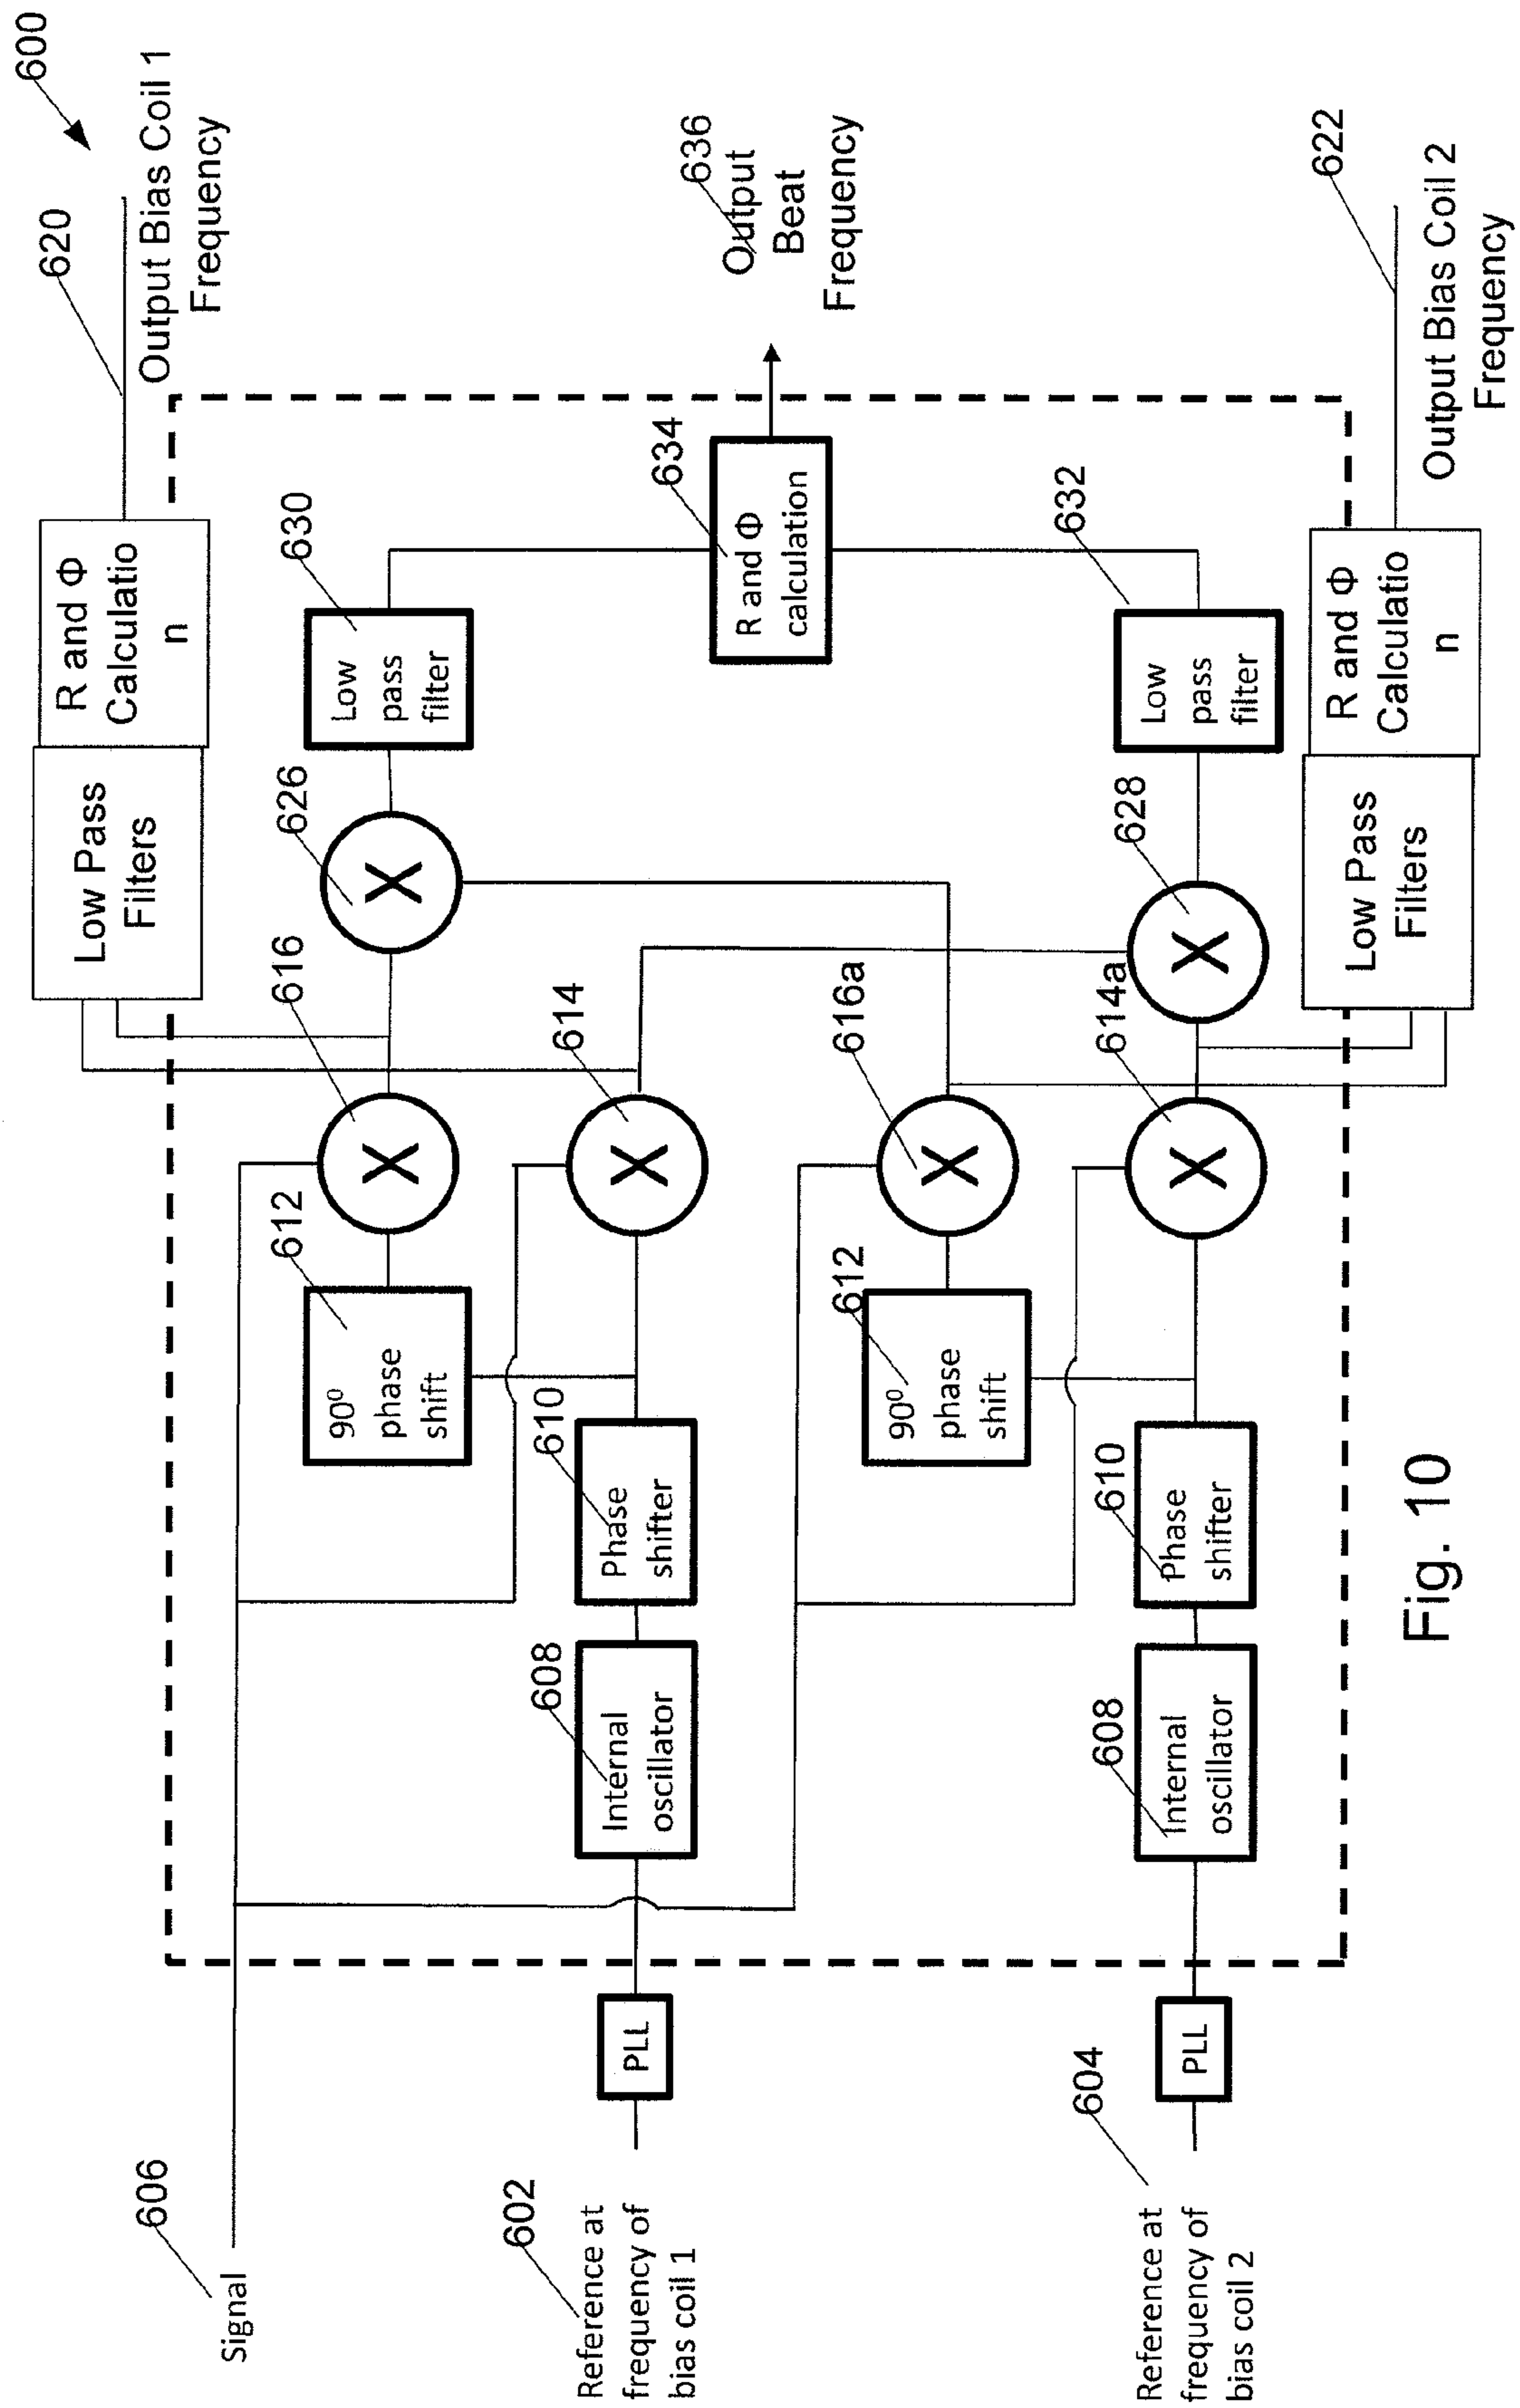 600
620
Output Bias Coil 1
Frequency
R and Φ
Calculatio
n
Low Pass
Filters
606
Signal
612
90⁰
phase
shift
616
X
626
X
630
Low
pass
filter
602
Reference at
frequency of
bias coil 1
PLL
608
Internal
oscillator
610
Phase
shifter
614
X
634
R and Φ
calculation
636
Output
Beat
Frequency
612
90⁰
phase
shift
616a
X
604
Reference at
frequency of
bias coil 2
PLL
608
Internal
oscillator
610
Phase
shifter
614a
X
628
X
632
Low
pass
filter
Low Pass
Filters
R and Φ
Calculatio
n
622
Output Bias Coil 2
Frequency
Fig. 10